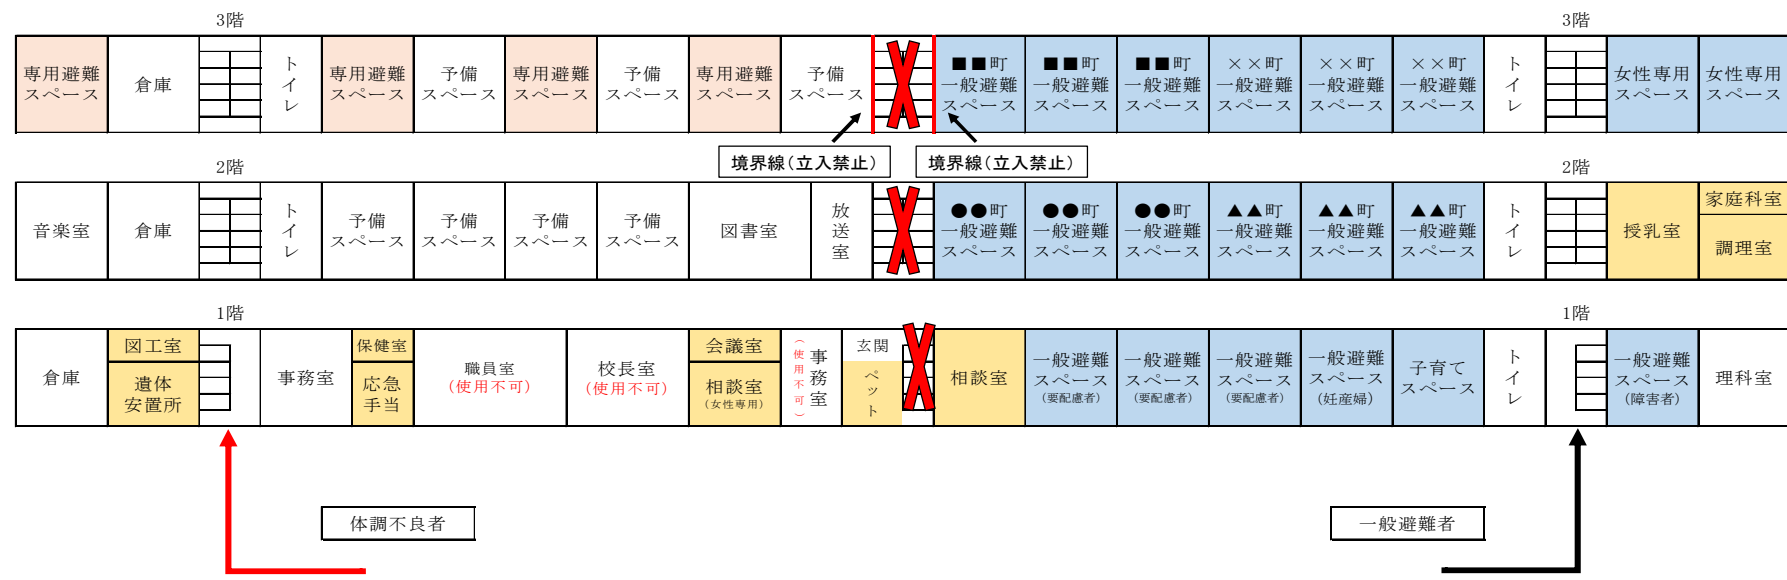 3階
3階
専用避難
スペース
倉庫
トイレ
専用避難
スペース
予備
スペース
専用避難
スペース
予備
スペース
専用避難
スペース
予備
スペース
■■町
一般避難
スペース
■■町
一般避難
スペース
■■町
一般避難
スペース
××町
一般避難
スペース
××町
一般避難
スペース
××町
一般避難
スペース
トイレ
女性専用
スペース
女性専用
スペース
境界線(立入禁止)
境界線(立入禁止)
2階
2階
音楽室
倉庫
トイレ
予備
スペース
予備
スペース
予備
スペース
予備
スペース
図書室
放送室
●●町
一般避難
スペース
●●町
一般避難
スペース
●●町
一般避難
スペース
▲▲町
一般避難
スペース
▲▲町
一般避難
スペース
▲▲町
一般避難
スペース
トイレ
授乳室
家庭科室
調理室
1階
1階
倉庫
図工室
遺体
安置所
事務室
保健室
応急
手当
職員室
(使用不可)
校長室
(使用不可)
会議室
相談室
(女性専用)
事務室
(使用不可)
玄関
ペット
相談室
一般避難
スペース
(要配慮者)
一般避難
スペース
(要配慮者)
一般避難
スペース
(要配慮者)
一般避難
スペース
(妊産婦)
子育て
スペース
トイレ
一般避難
スペース
(障害者)
理科室
体調不良者
一般避難者